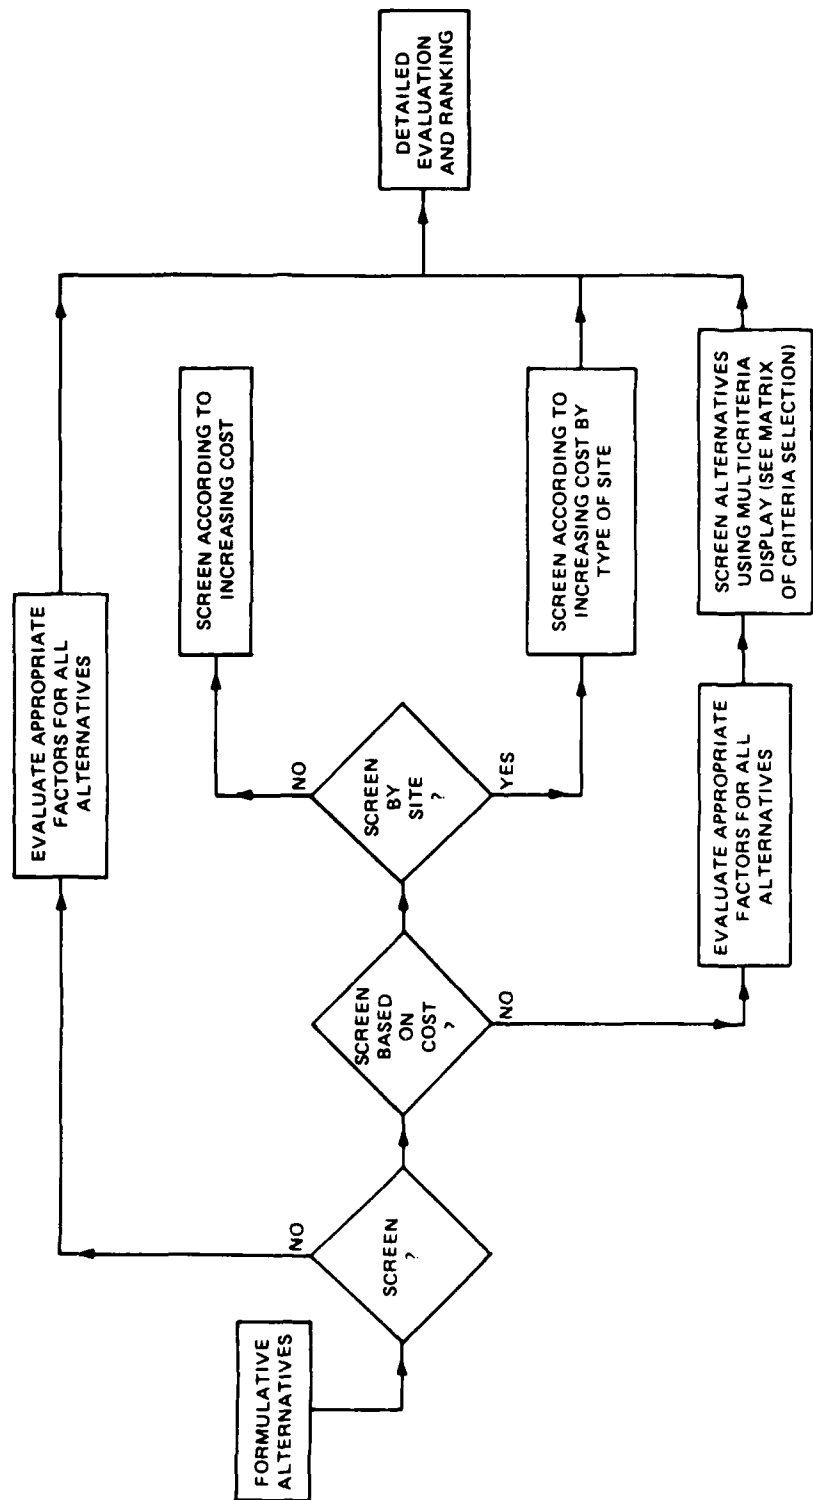 FORMULATIVE
ALTERNATIVES
SCREEN
?
NO
EVALUATE APPROPRIATE
FACTORS FOR ALL
ALTERNATIVES
SCREEN
BASED
ON
COST
?
NO
SCREEN
BY
SITE
?
NO
SCREEN ACCORDING TO
INCREASING COST
YES
SCREEN ACCORDING TO
INCREASING COST BY
TYPE OF SITE
EVALUATE APPROPRIATE
FACTORS FOR ALL
ALTERNATIVES
SCREEN ALTERNATIVES
USING MULTICRITERIA
DISPLAY (SEE MATRIX
OF CRITERIA SELECTION)
DETAILED
EVALUATION
AND RANKING